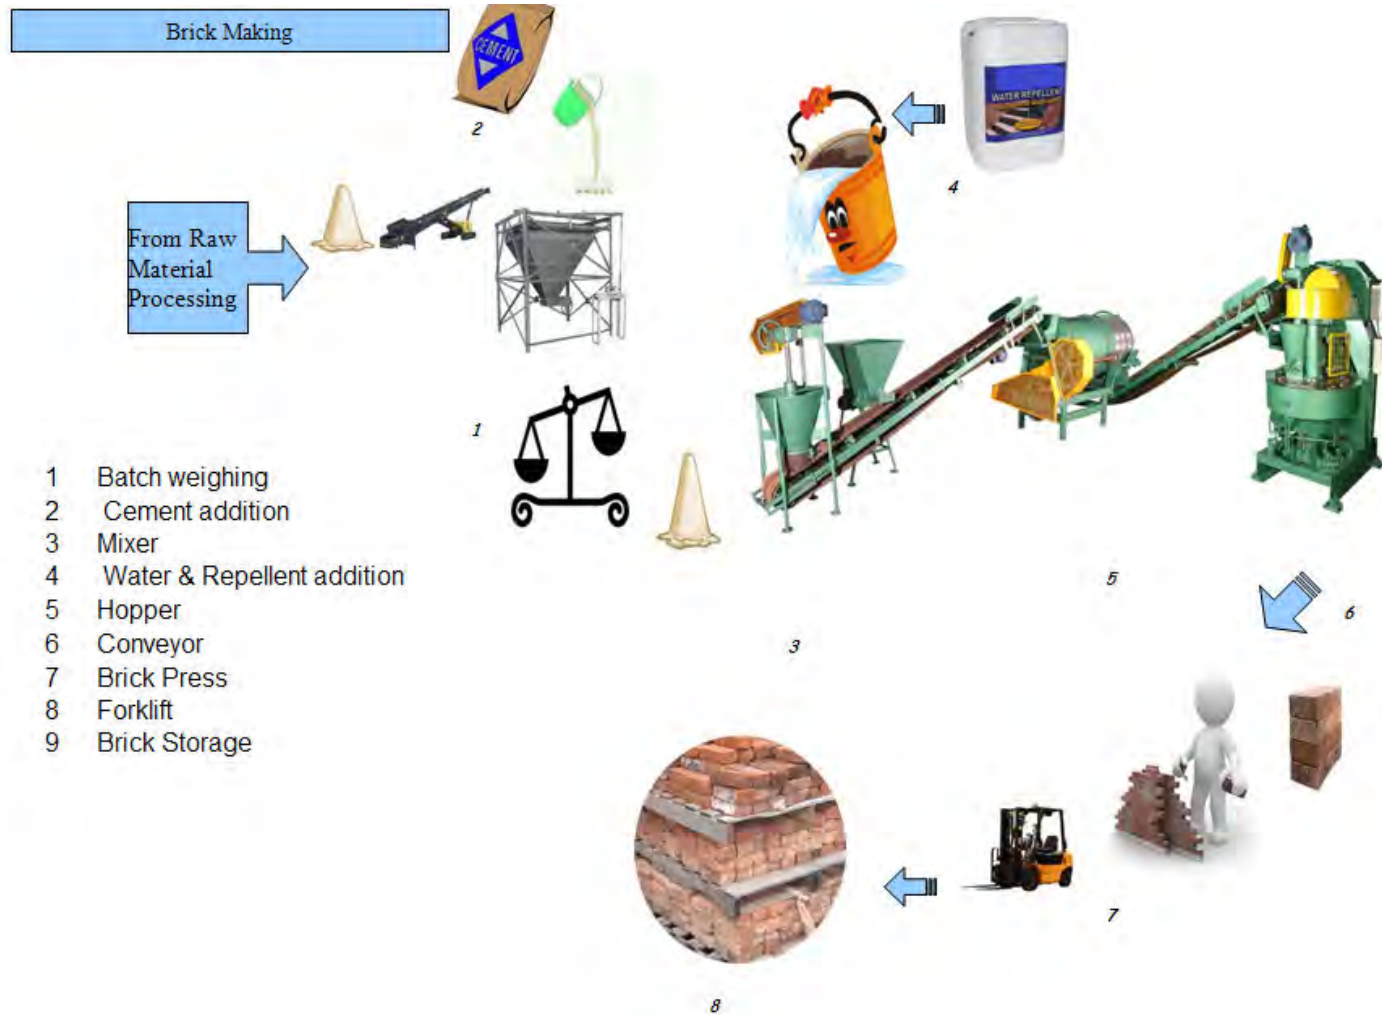 Brick Making
CEMENT
2
WATER REPELLENT
4
From Raw
Material
Processing
1
1 Batch weighing
2 Cement addition
3 Mixer
4 Water & Repellent addition
5 Hopper
6 Conveyor
7 Brick Press
8 Forklift
9 Brick Storage
5
6
3
7
8